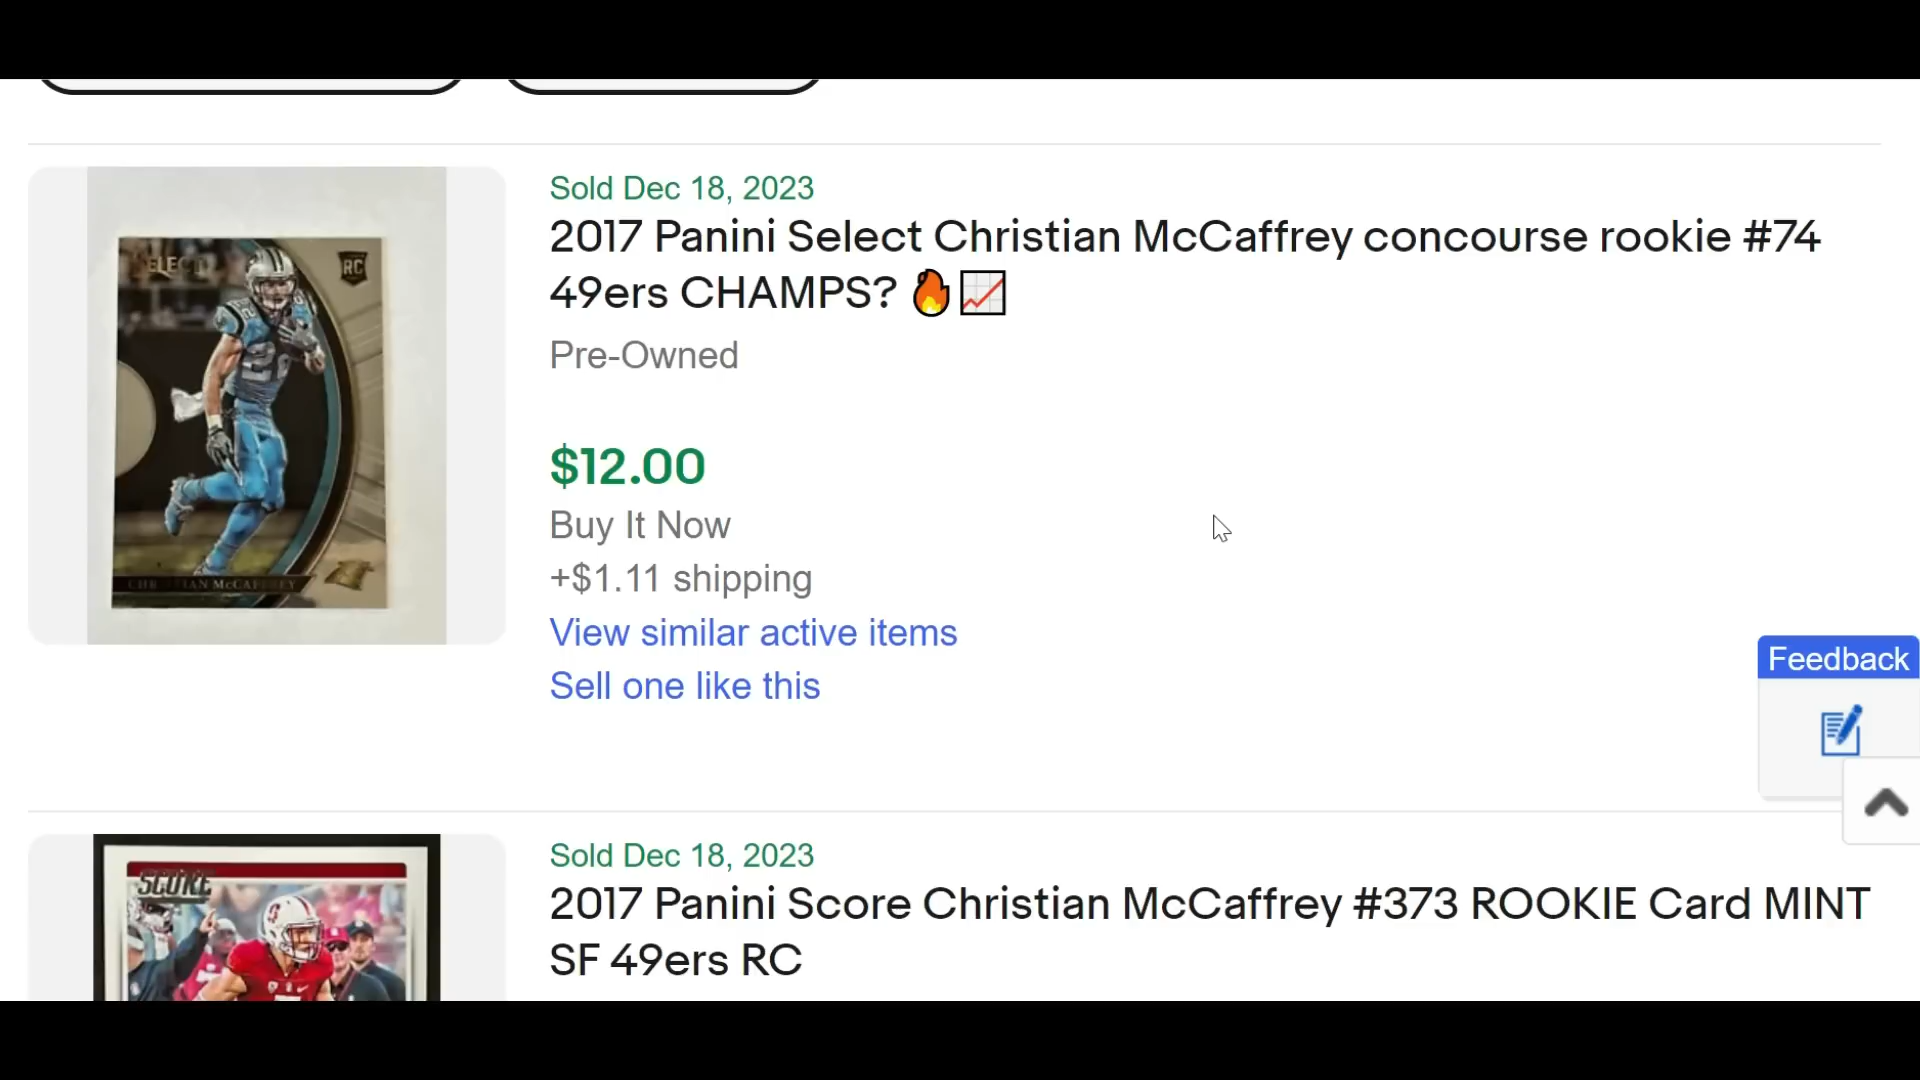 Sold Dec 18, 2023
2017 Panini Select Christian McCaffrey concourse rookie #74
49ers CHAMPS? 🔥📈
Pre-Owned
$12.00
Buy It Now
+$1.11 shipping
View similar active items
Sell one like this
RC
Feedback
Sold Dec 18, 2023
2017 Panini Score Christian McCaffrey #373 ROOKIE Card MINT
SF 49ers RC
SCORE